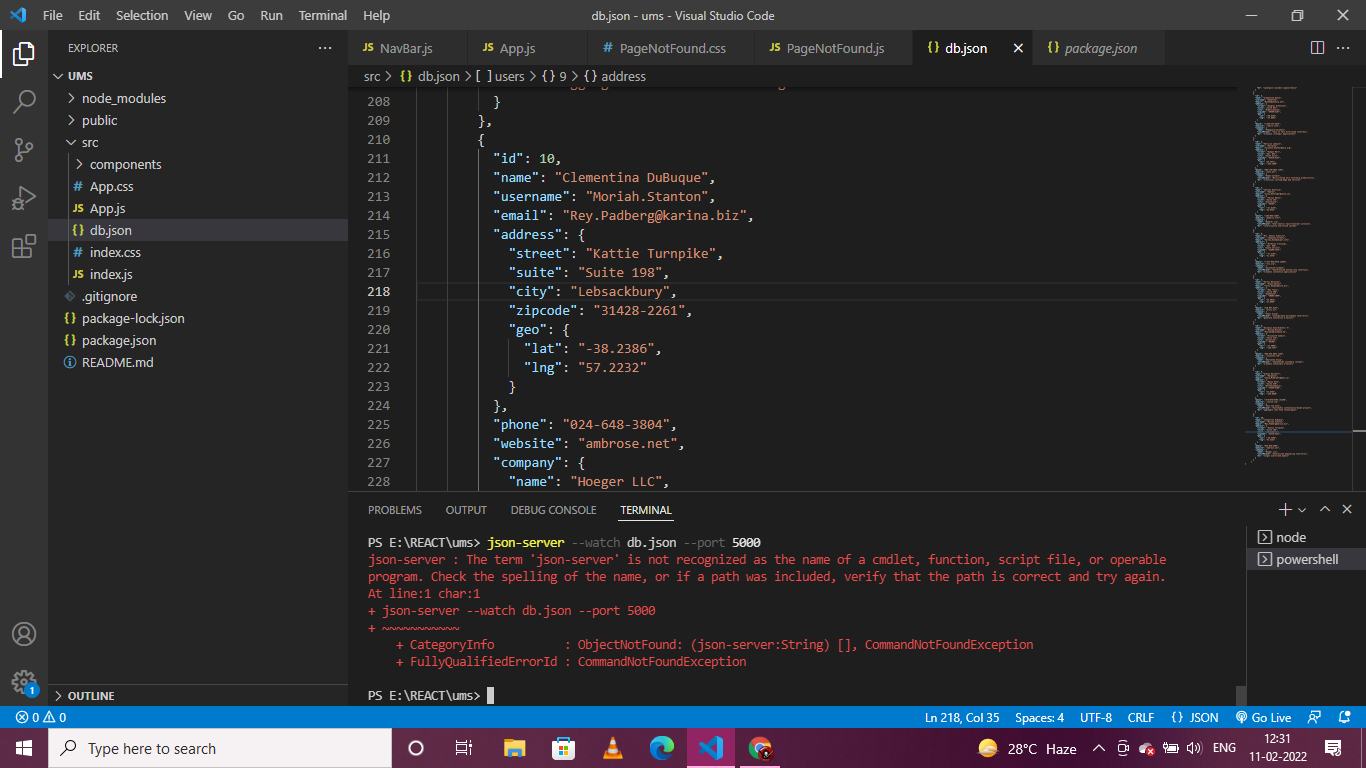 File Edit Selection View Go Run Terminal Help
db.json - ums - Visual Studio Code
EXPLORER
UMS
node_modules
public
src
components
# App.css
JS App.js
{} db.json
# index.css
JS index.js
.gitignore
{} package-lock.json
{} package.json
README.md
OUTLINE
JS NavBar.js
JS App.js
# PageNotFound.css
JS PageNotFound.js
{} db.json
{} package.json
src > {} db.json > [ ] users > {} 9 > {} address
208 }
209 },
210 {
211 "id": 10,
212 "name": "Clementina DuBuque",
213 "username": "Moriah.Stanton",
214 "email": "Rey.Padberg@karina.biz",
215 "address": {
216 "street": "Kattie Turnpike",
217 "suite": "Suite 198",
218 "city": "Lebsackbury",
219 "zipcode": "31428-2261",
220 "geo": {
221 "lat": "-38.2386",
222 "lng": "57.2232"
223 }
224 },
225 "phone": "024-648-3804",
226 "website": "ambrose.net",
227 "company": {
228 "name": "Hoeger LLC",
PROBLEMS OUTPUT DEBUG CONSOLE TERMINAL
PS E:\REACT\ums> json-server --watch db.json --port 5000
json-server : The term 'json-server' is not recognized as the name of a cmdlet, function, script file, or operable
program. Check the spelling of the name, or if a path was included, verify that the path is correct and try again.
At line:1 char:1
+ json-server --watch db.json --port 5000
+ ~~~~~~~~~~~
+ CategoryInfo : ObjectNotFound: (json-server:String) [], CommandNotFoundException
+ FullyQualifiedErrorId : CommandNotFoundException
PS E:\REACT\ums>
node
powershell
1
0 0
Ln 218, Col 35 Spaces: 4 UTF-8 CRLF {} JSON Go Live
Type here to search
28°C Haze
ENG
12:31
11-02-2022